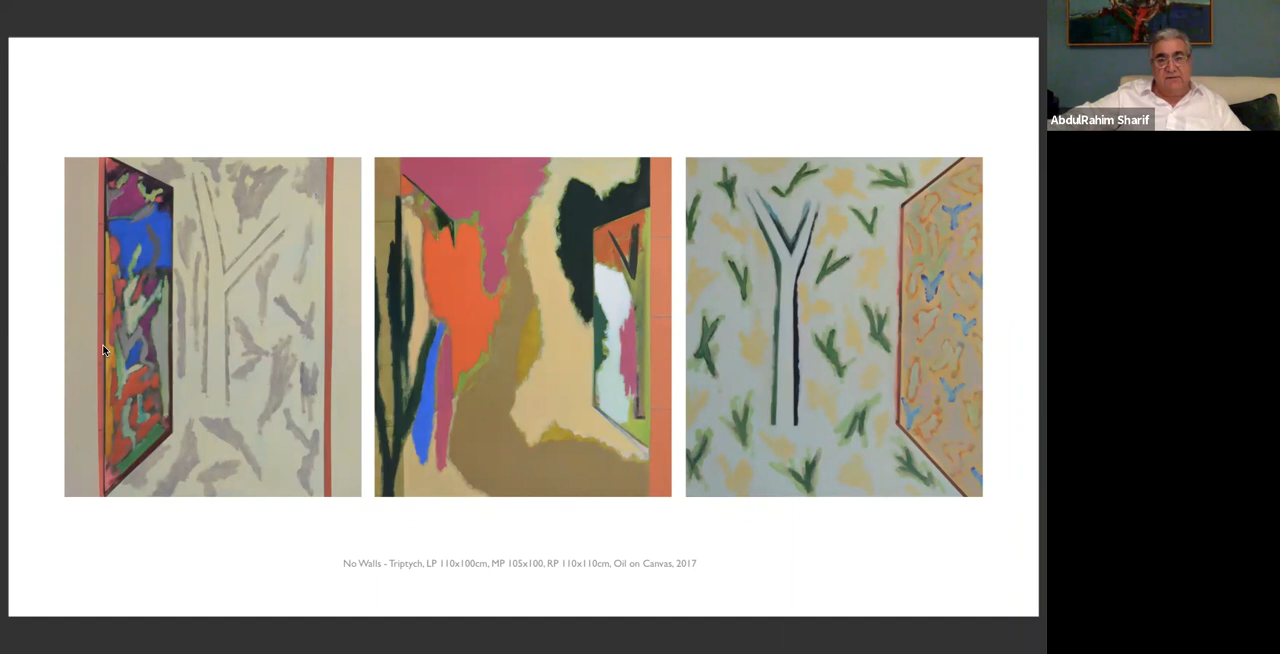 AbdulRahim Sharif
No Walls - Triptych, LP 110x100cm, MP 105x100, RP 110x110cm, Oil on Canvas, 2017